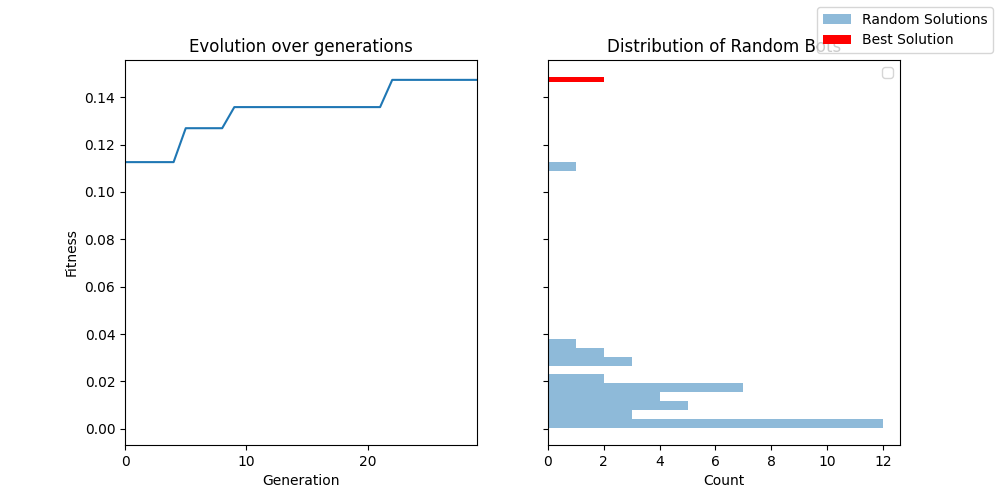 Random Solutions
Best Solution
Evolution over generations
Distribution of Random Bots
0.14
0.12
0.10
0.08
0.06
0.04
0.02
0.00
Fitness
0 10 20
Generation
0 2 4 6 8 10 12
Count